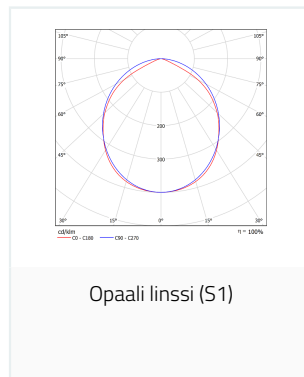 105° 105°
90° 90°
75° 75°
60° 60°
200
45° 45°
300
30° 15° 0° 15° 30°
cd/klm η = 100%
C0 - C180 C90 - C270
Opaali linssi (S1)